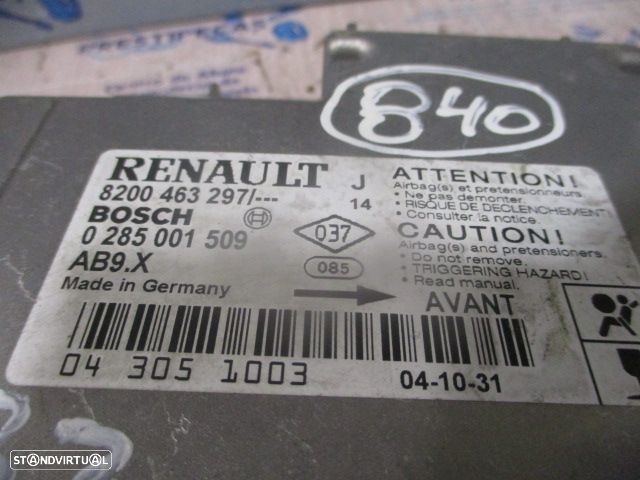 840
RENAULT J 14
8200 463 297/---
BOSCH
0 285 001 509
AB9.X
Made in Germany
037
085
ATTENTION!
Airbag(s) et pretensionneurs
• Ne pas demonter.
• RISQUE DE DECLENCHEMENT!
• Consulter la notice.
CAUTION!
Airbag(s) and pretensioners.
• Do not remove.
• TRIGGERING HAZARD!
• Read manual.
AVANT
04 3051 1003
04-10-31
STANDVIRTUAL